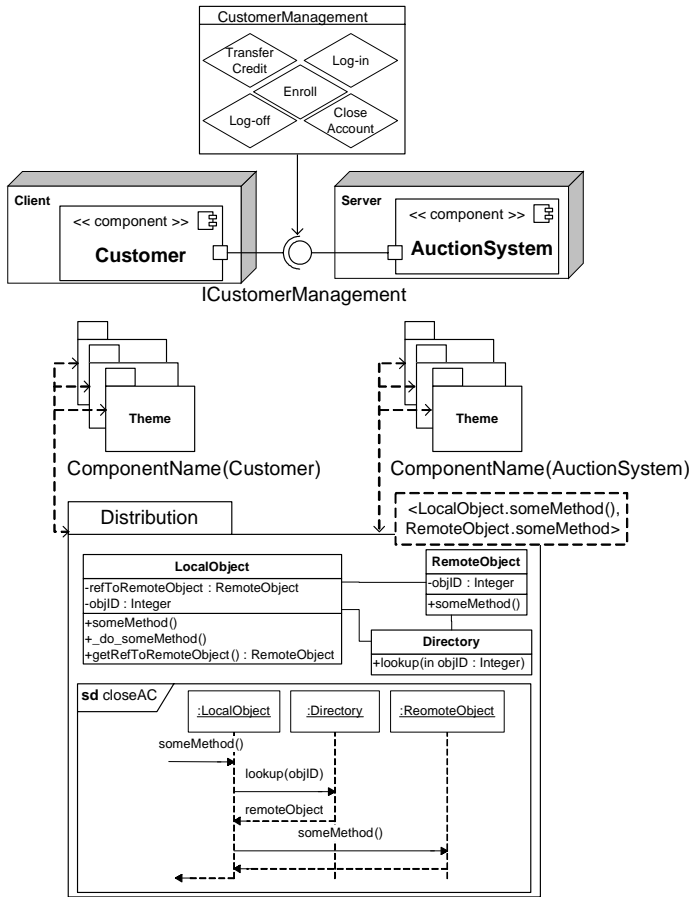 CustomerManagement
Transfer
Credit
Log-in
Enroll
Log-off
Close
Account
Client
<< component >>
Customer
Server
<< component >>
AuctionSystem
ICustomerManagement
Theme
ComponentName(Customer)
Theme
ComponentName(AuctionSystem)
<LocalObject.someMethod(),
RemoteObject.someMethod>
Distribution
LocalObject
-refToRemoteObject : RemoteObject
-objID : Integer
+someMethod()
+_do_someMethod()
+getRefToRemoteObject() : RemoteObject
RemoteObject
-objID : Integer
+someMethod()
Directory
+lookup(in objID : Integer)
sd closeAC
:LocalObject
:Directory
:ReomoteObject
someMethod()
lookup(objID)
remoteObject
someMethod()